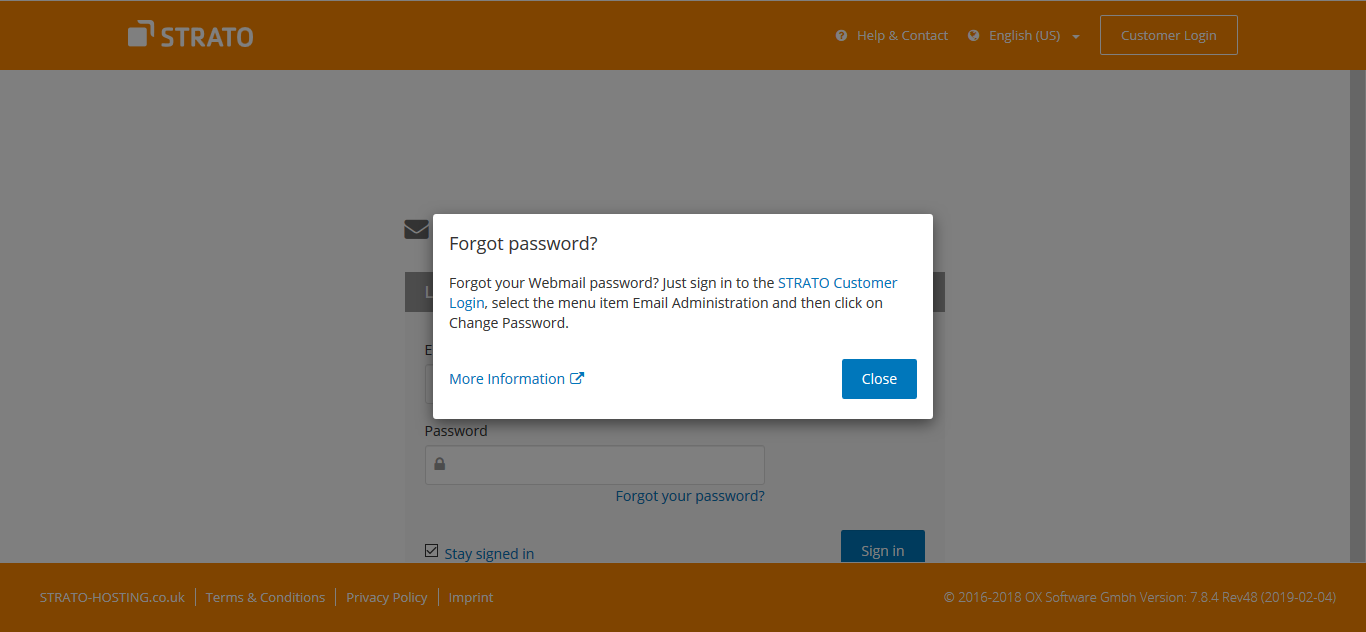 STRATO
Help & Contact
English (US)
Customer Login
Forgot password?
Forgot your Webmail password? Just sign in to the STRATO Customer
Login, select the menu item Email Administration and then click on
Change Password.
More Information
Close
Password
Forgot your password?
Stay signed in
Sign in
STRATO-HOSTING.co.uk
Terms & Conditions
Privacy Policy
Imprint
© 2016-2018 OX Software Gmbh Version: 7.8.4 Rev48 (2019-02-04)